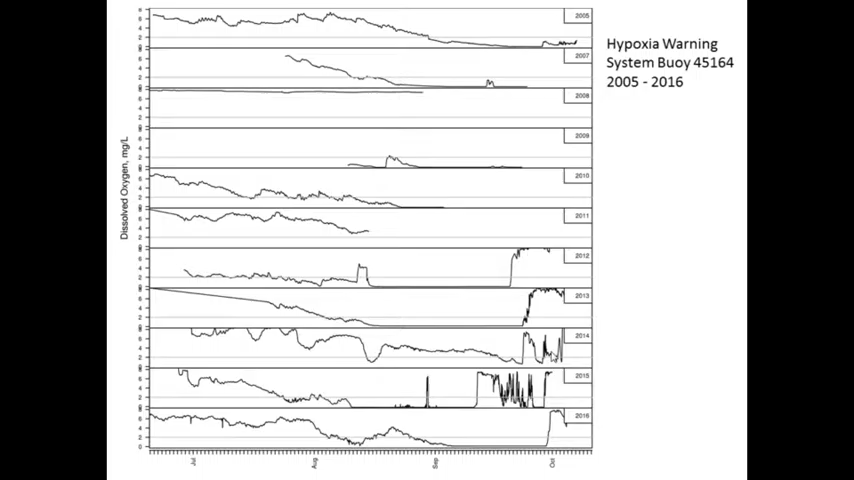 Hypoxia Warning
System Buoy 45164
2005 - 2016
Dissolved Oxygen, mg/L
2005
2007
2008
2009
2010
2011
2012
2013
2014
2015
2016
Jul
Aug
Sep
Oct